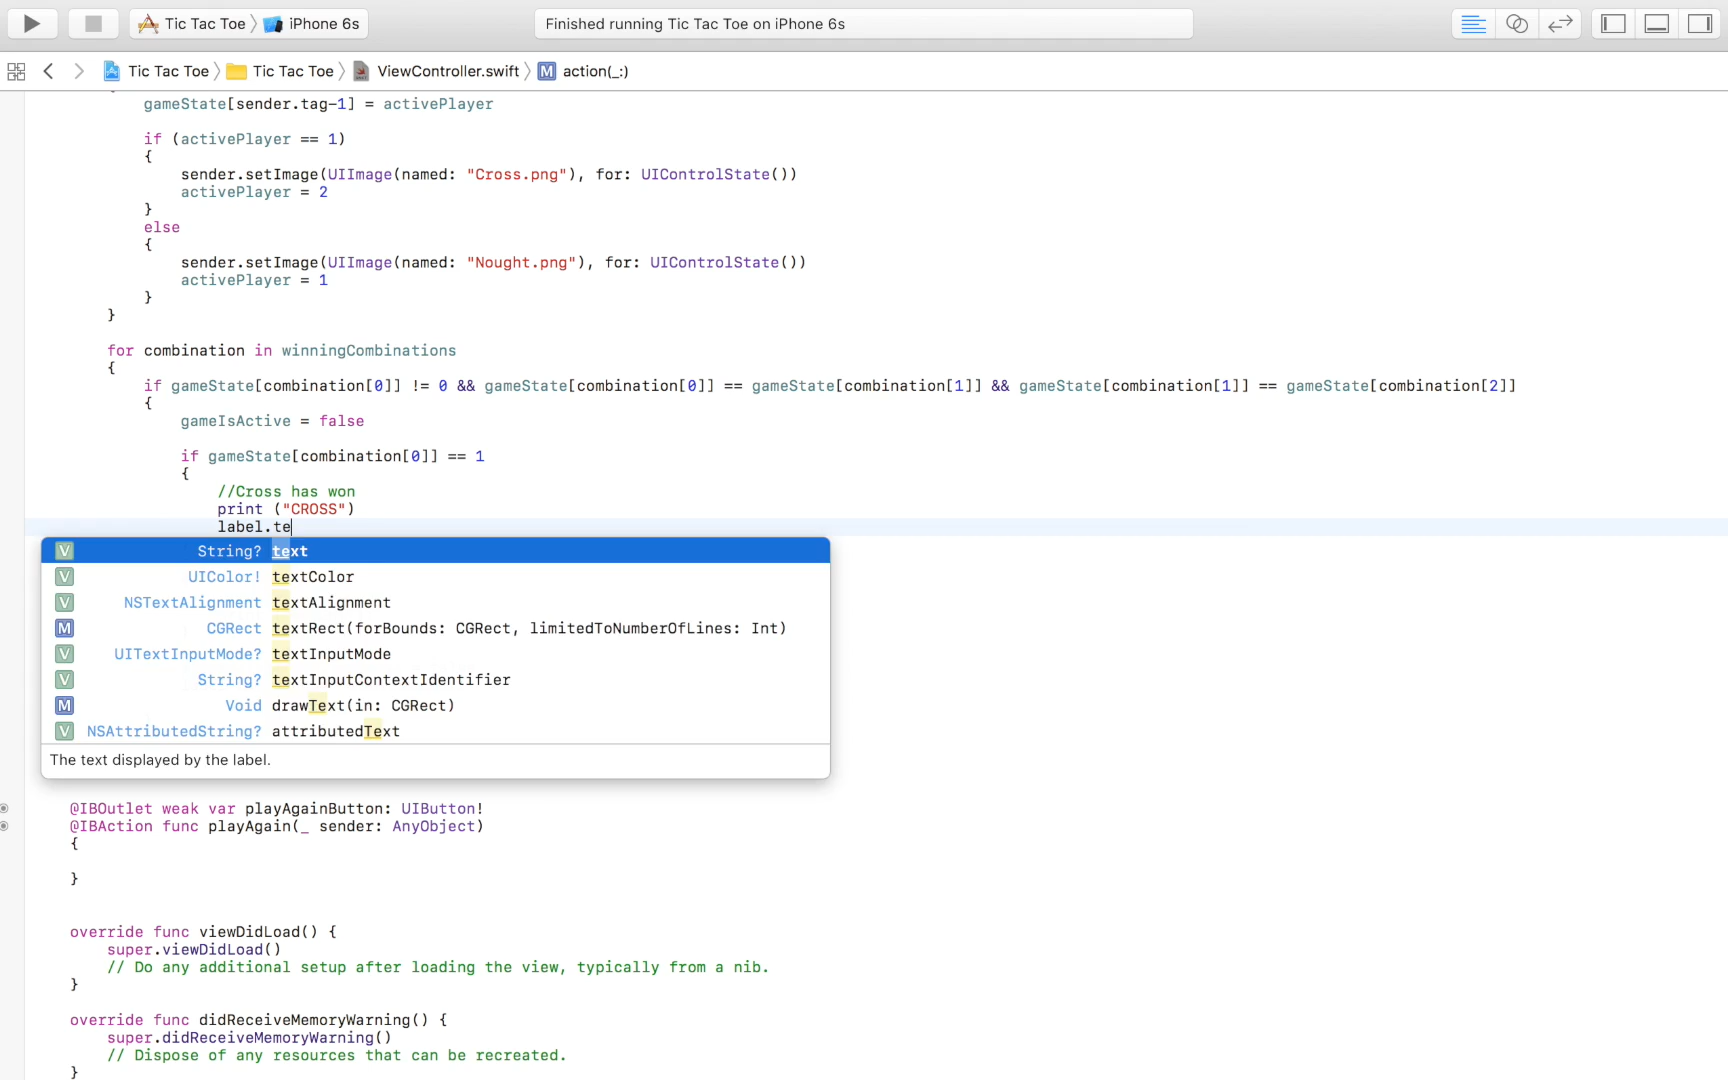 Tic Tac Toe iPhone 6s Finished running Tic Tac Toe on iPhone 6s
Tic Tac Toe Tic Tac Toe ViewController.swift M action(_:)
gameState[sender.tag-1] = activePlayer
if (activePlayer == 1)
{
sender.setImage(UIImage(named: "Cross.png"), for: UIControlState())
activePlayer = 2
}
else
{
sender.setImage(UIImage(named: "Nought.png"), for: UIControlState())
activePlayer = 1
}
}
for combination in winningCombinations
{
if gameState[combination[0]] != 0 && gameState[combination[0]] == gameState[combination[1]] && gameState[combination[1]] == gameState[combination[2]]
{
gameIsActive = false
if gameState[combination[0]] == 1
{
//Cross has won
print ("CROSS")
label.te
V String? text
V UIColor! textColor
V NSTextAlignment textAlignment
M CGRect textRect(forBounds: CGRect, limitedToNumberOfLines: Int)
V UITextInputMode? textInputMode
V String? textInputContextIdentifier
M Void drawText(in: CGRect)
V NSAttributedString? attributedText
The text displayed by the label.
@IBOutlet weak var playAgainButton: UIButton!
@IBAction func playAgain(_ sender: AnyObject)
{
}
override func viewDidLoad() {
super.viewDidLoad()
// Do any additional setup after loading the view, typically from a nib.
}
override func didReceiveMemoryWarning() {
super.didReceiveMemoryWarning()
// Dispose of any resources that can be recreated.
}